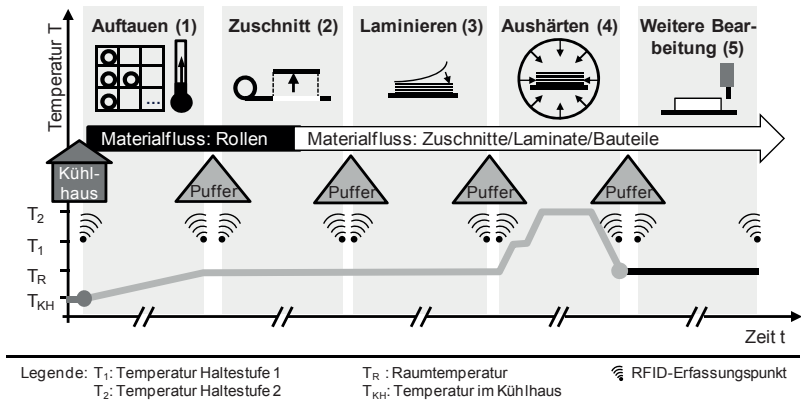 Auftauen (1)
Zuschnitt (2)
Laminieren (3)
Aushärten (4)
Weitere Bear-
beitung (5)
Temperatur T
...
Materialfluss: Rollen
Materialfluss: Zuschnitte/Laminate/Bauteile
Kühl-
haus
Puffer
Puffer
Puffer
Puffer
T2
T1
TR
TKH
Zeit t
Legende: T1: Temperatur Haltestufe 1
T2: Temperatur Haltestufe 2
TR : Raumtemperatur
TKH: Temperatur im Kühlhaus
RFID-Erfassungspunkt